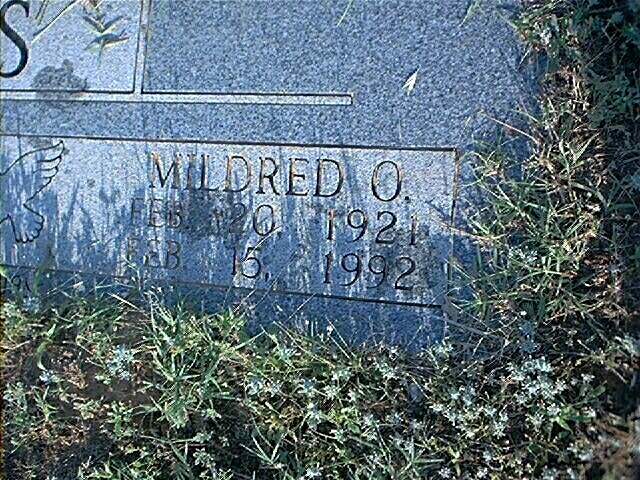 S
MILDRED O.
FEB. 20, 1921
FEB. 15, 1992